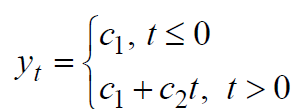 y_t = { c_1, t ≤ 0
c_1 + c_2 t, t > 0